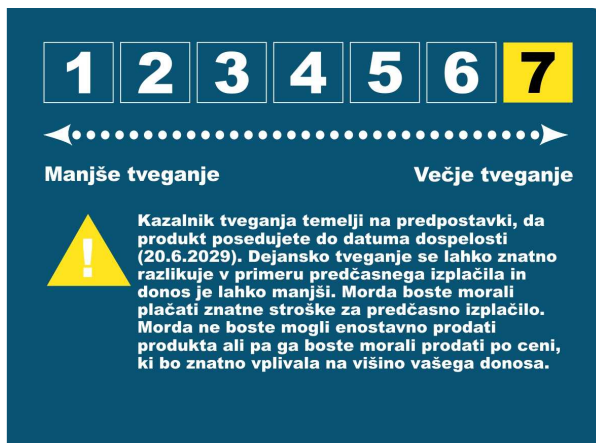 1 2 3 4 5 6 7
Manjše tveganje Večje tveganje
! Kazalnik tveganja temelji na predpostavki, da
produkt posedujete do datuma dospelosti
(20.6.2029). Dejansko tveganje se lahko znatno
razlikuje v primeru predčasnega izplačila in
donos je lahko manjši. Morda boste morali
plačati znatne stroške za predčasno izplačilo.
Morda ne boste mogli enostavno prodati
produkta ali pa ga boste morali prodati po ceni,
ki bo znatno vplivala na višino vašega donosa.